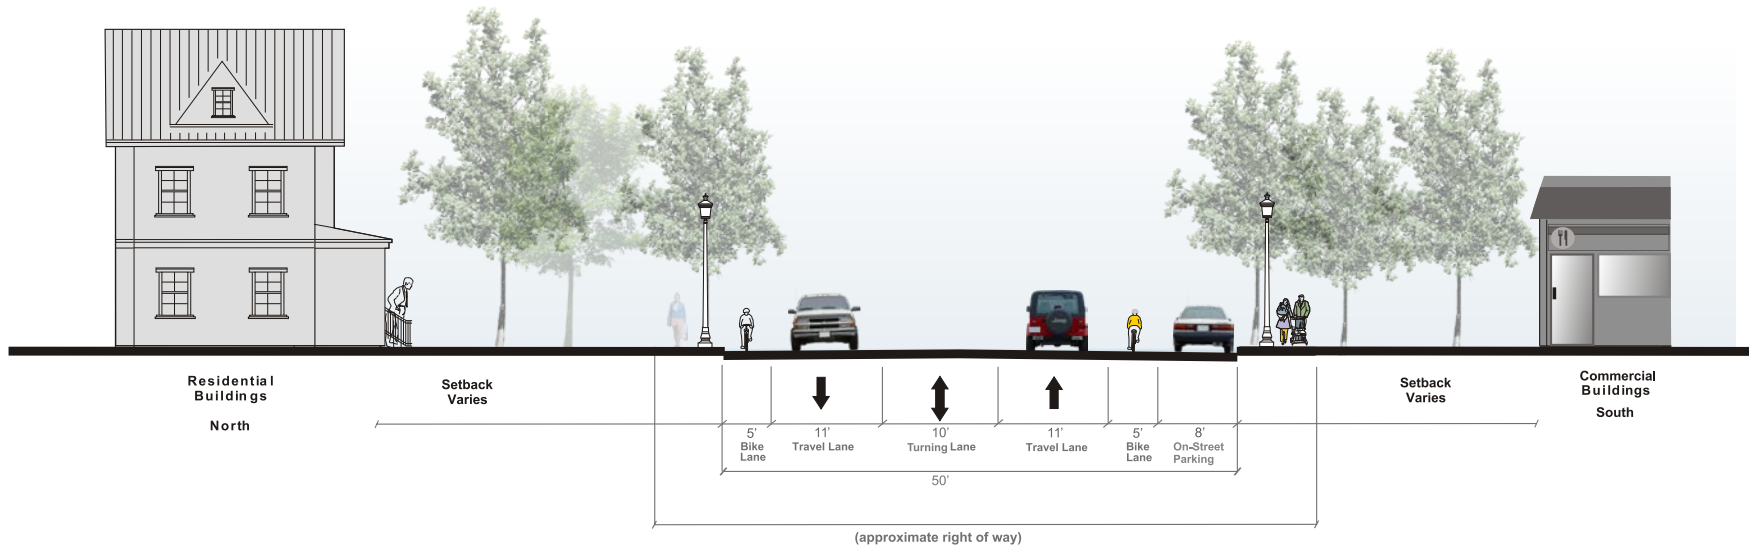 Residential
Buildings
North
Setback
Varies
Setback
Varies
Commercial
Buildings
South
5'
Bike
Lane
11'
Travel Lane
10'
Turning Lane
11'
Travel Lane
5'
Bike
Lane
8'
On-Street
Parking
50'
(approximate right of way)